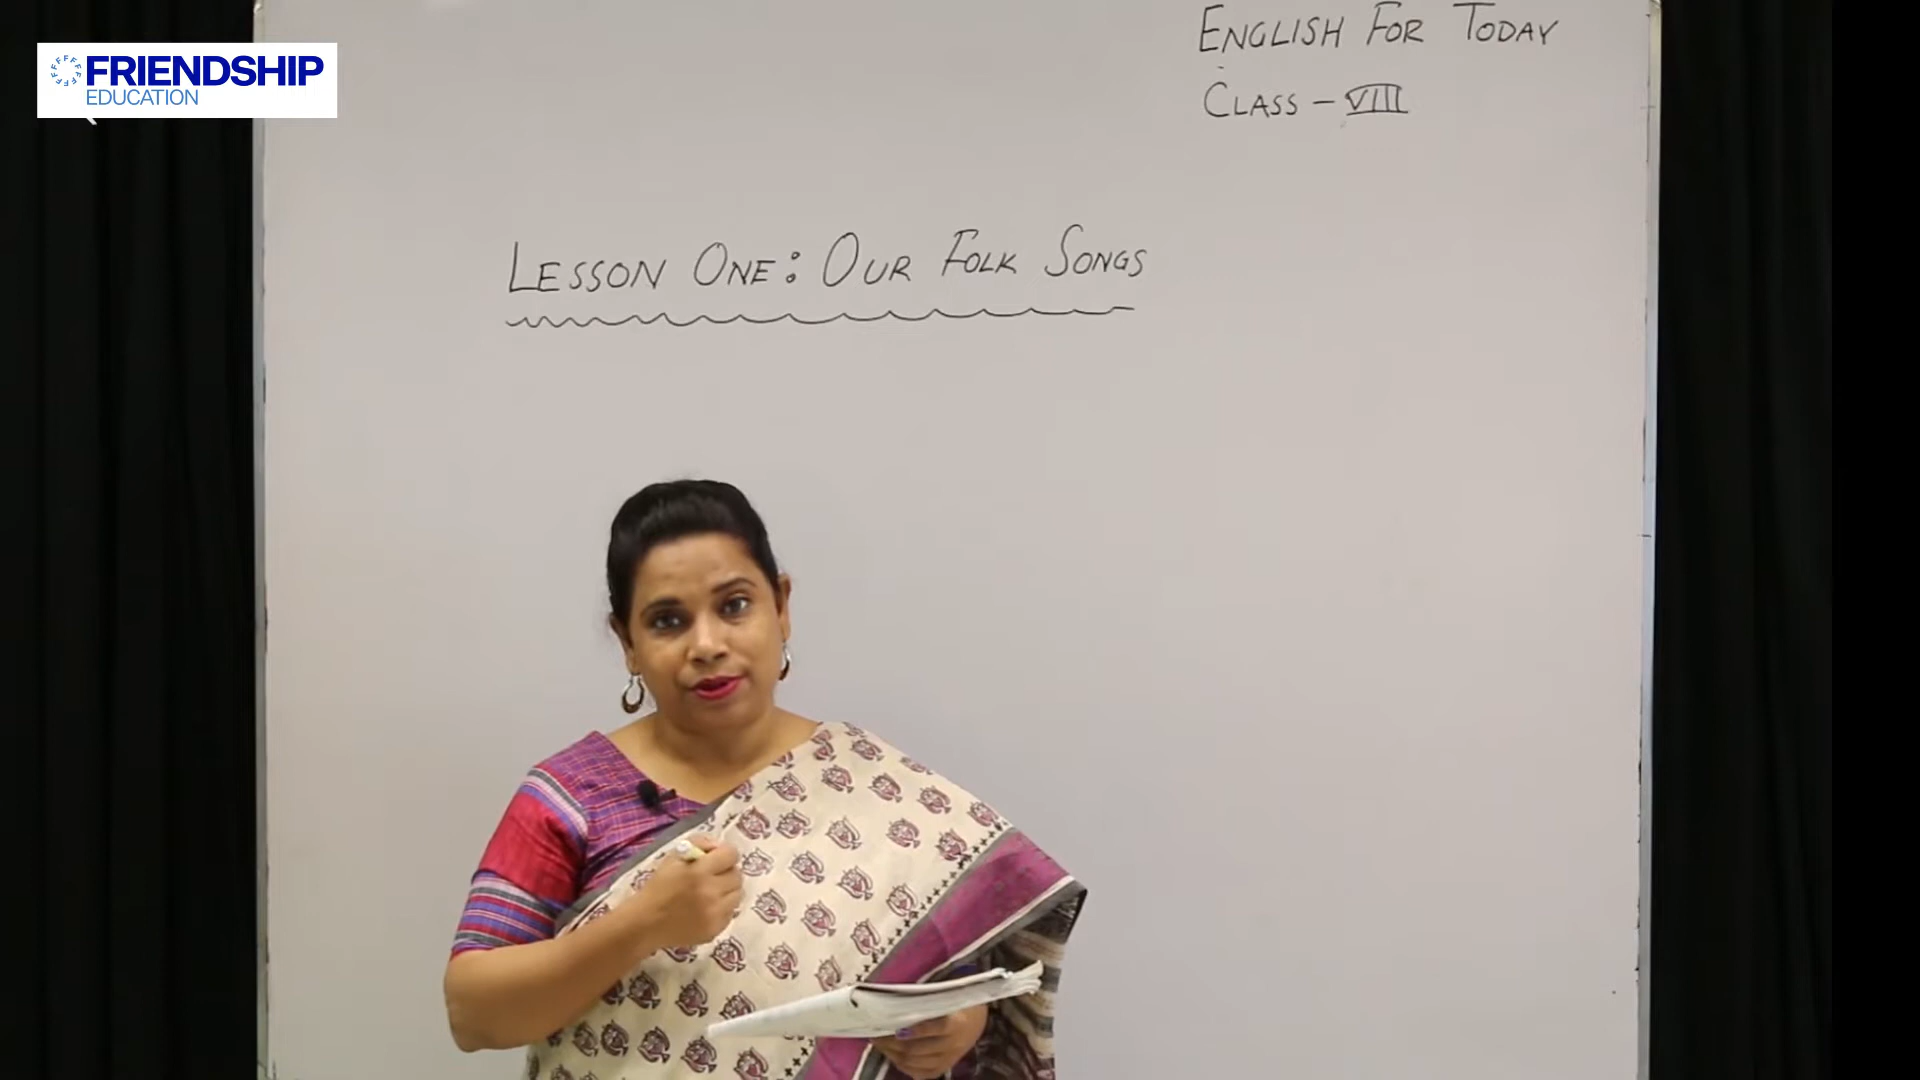 FRIENDSHIP
EDUCATION
ENGLISH FOR TODAY
CLASS – VIII
LESSON ONE: OUR FOLK SONGS